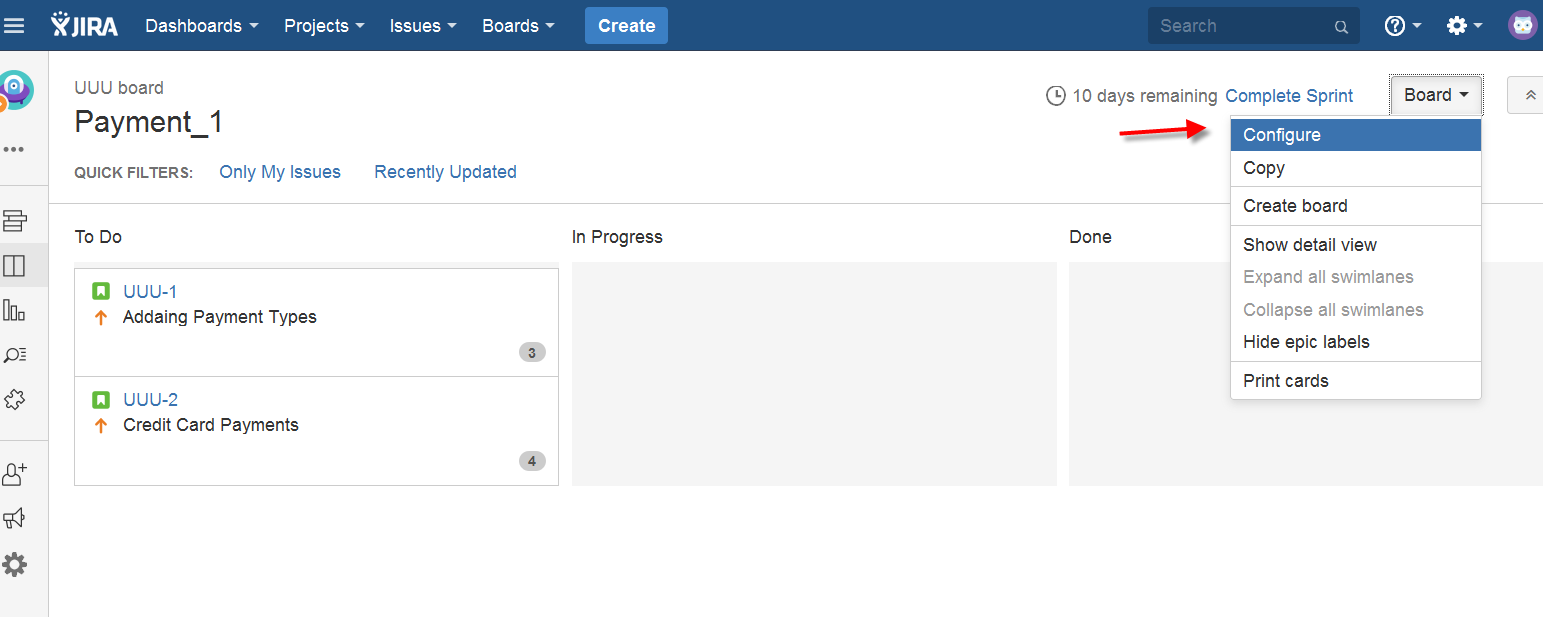 JIRA Dashboards Projects Issues Boards Create Search
UUU board
10 days remaining Complete Sprint Board
Payment_1
QUICK FILTERS: Only My Issues Recently Updated
Configure
Copy
Create board
Show detail view
Expand all swimlanes
Collapse all swimlanes
Hide epic labels
Print cards
To Do In Progress Done
UUU-1
Addaing Payment Types
3
UUU-2
Credit Card Payments
4